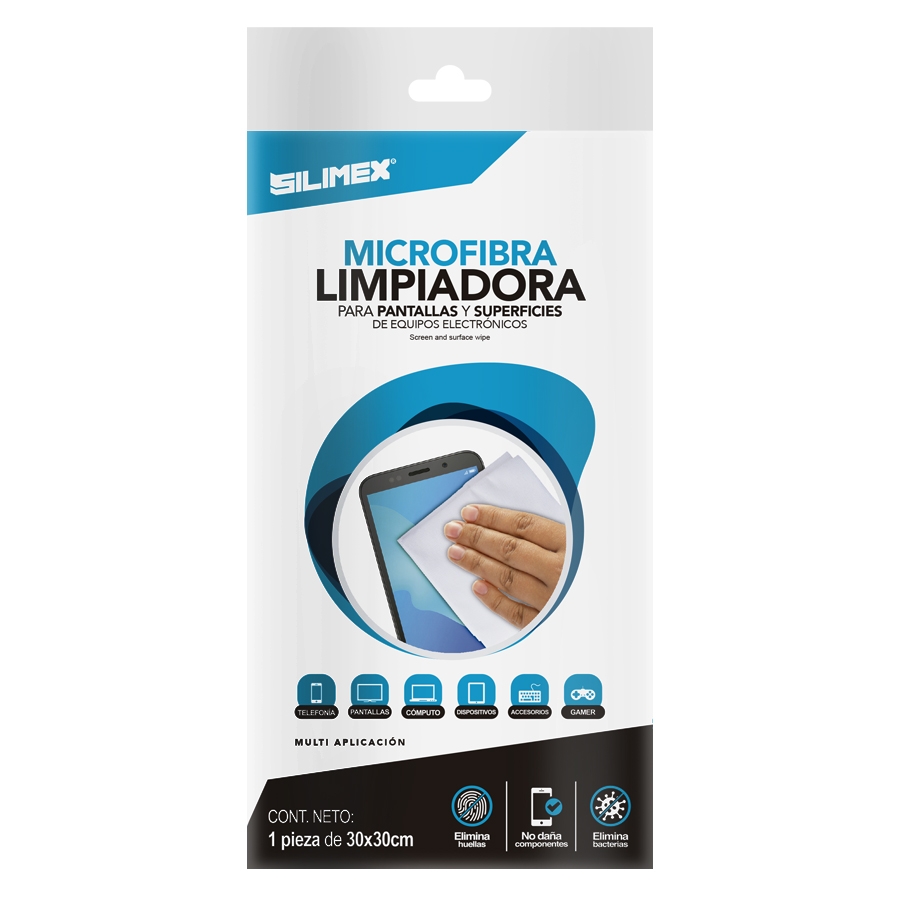 SILIMEX®
MICROFIBRA
LIMPIADORA
PARA PANTALLAS Y SUPERFICIES
DE EQUIPOS ELECTRÓNICOS
Screen and surface wipe
TELEFONÍA PANTALLAS CÓMPUTO DISPOSITIVOS ACCESORIOS GAMER
MULTI APLICACIÓN
CONT. NETO:
1 pieza de 30x30cm
Elimina
huellas
No daña
componentes
Elimina
bacterias